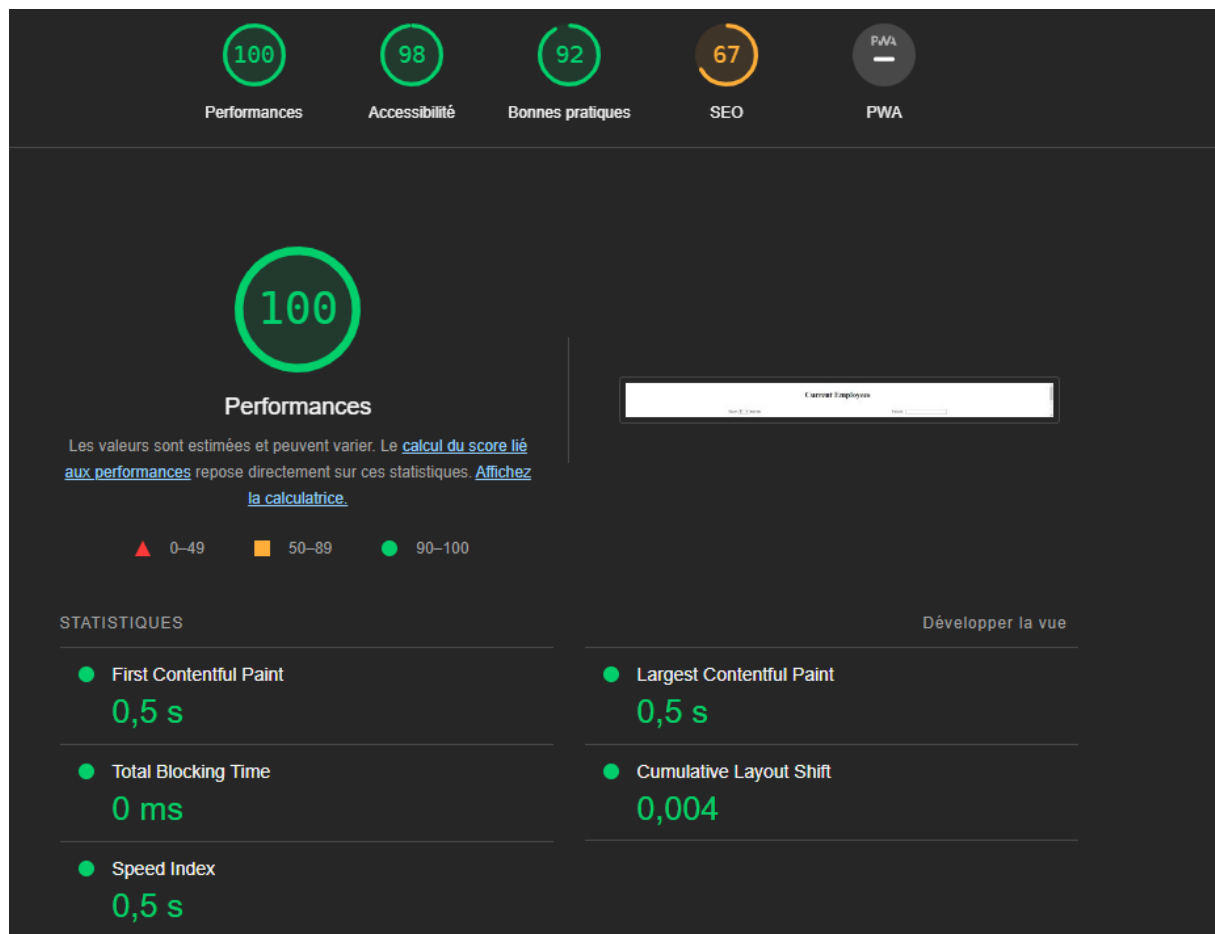 100 98 92 67 PWA
Performances Accessibilité Bonnes pratiques SEO PWA
100
Performances
Les valeurs sont estimées et peuvent varier. Le calcul du score lié
aux performances repose directement sur ces statistiques. Affichez
la calculatrice.
0–49 50–89 90–100
Current Employees
STATISTIQUES
Développer la vue
First Contentful Paint
0,5 s
Largest Contentful Paint
0,5 s
Total Blocking Time
0 ms
Cumulative Layout Shift
0,004
Speed Index
0,5 s